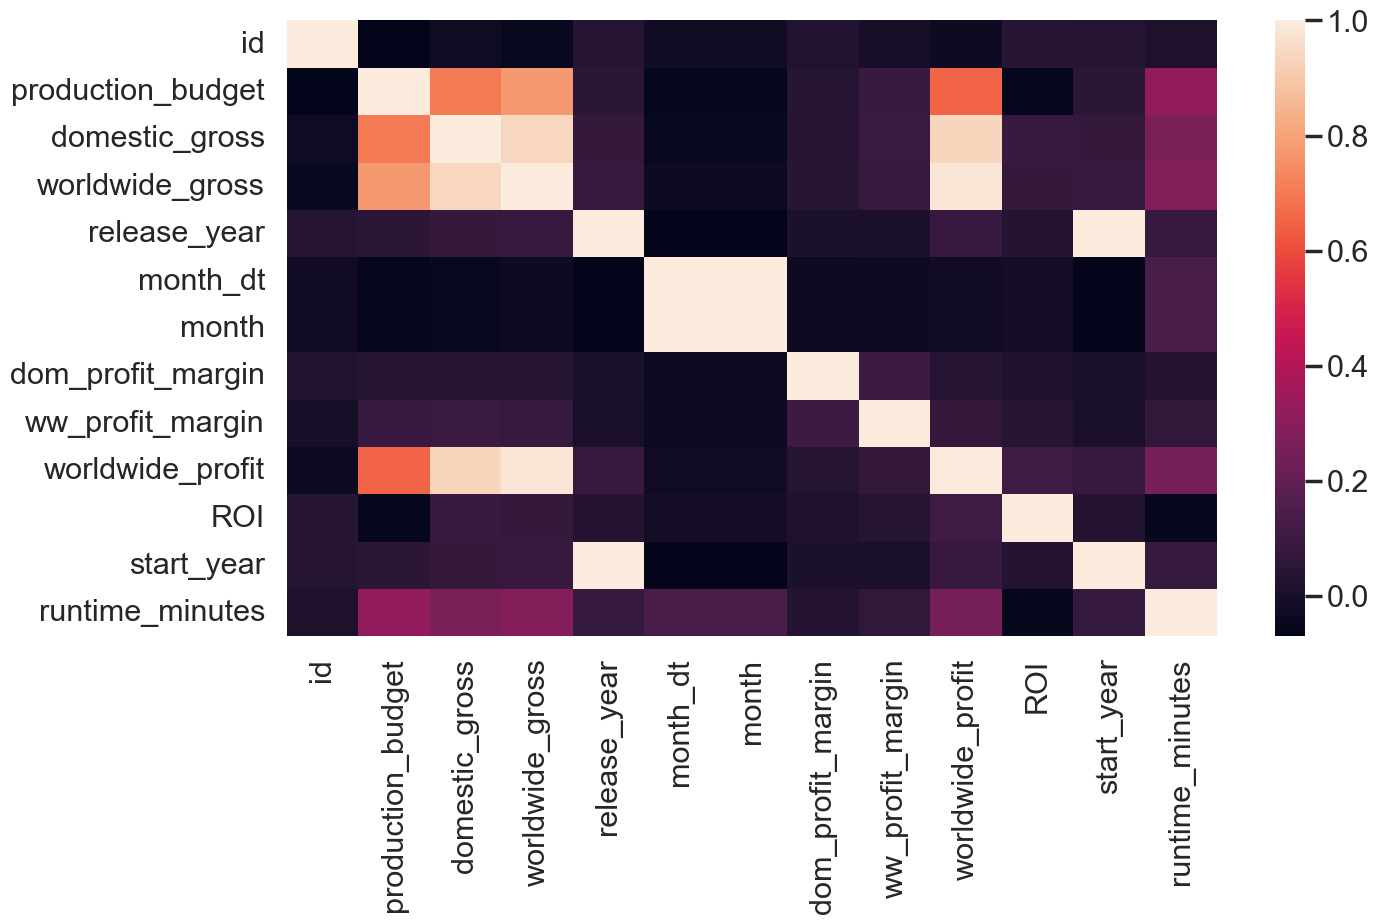 id
production_budget
domestic_gross
worldwide_gross
release_year
month_dt
month
dom_profit_margin
ww_profit_margin
worldwide_profit
ROI
start_year
runtime_minutes
id
production_budget
domestic_gross
worldwide_gross
release_year
month_dt
month
dom_profit_margin
ww_profit_margin
worldwide_profit
ROI
start_year
runtime_minutes
1.0
0.8
0.6
0.4
0.2
0.0